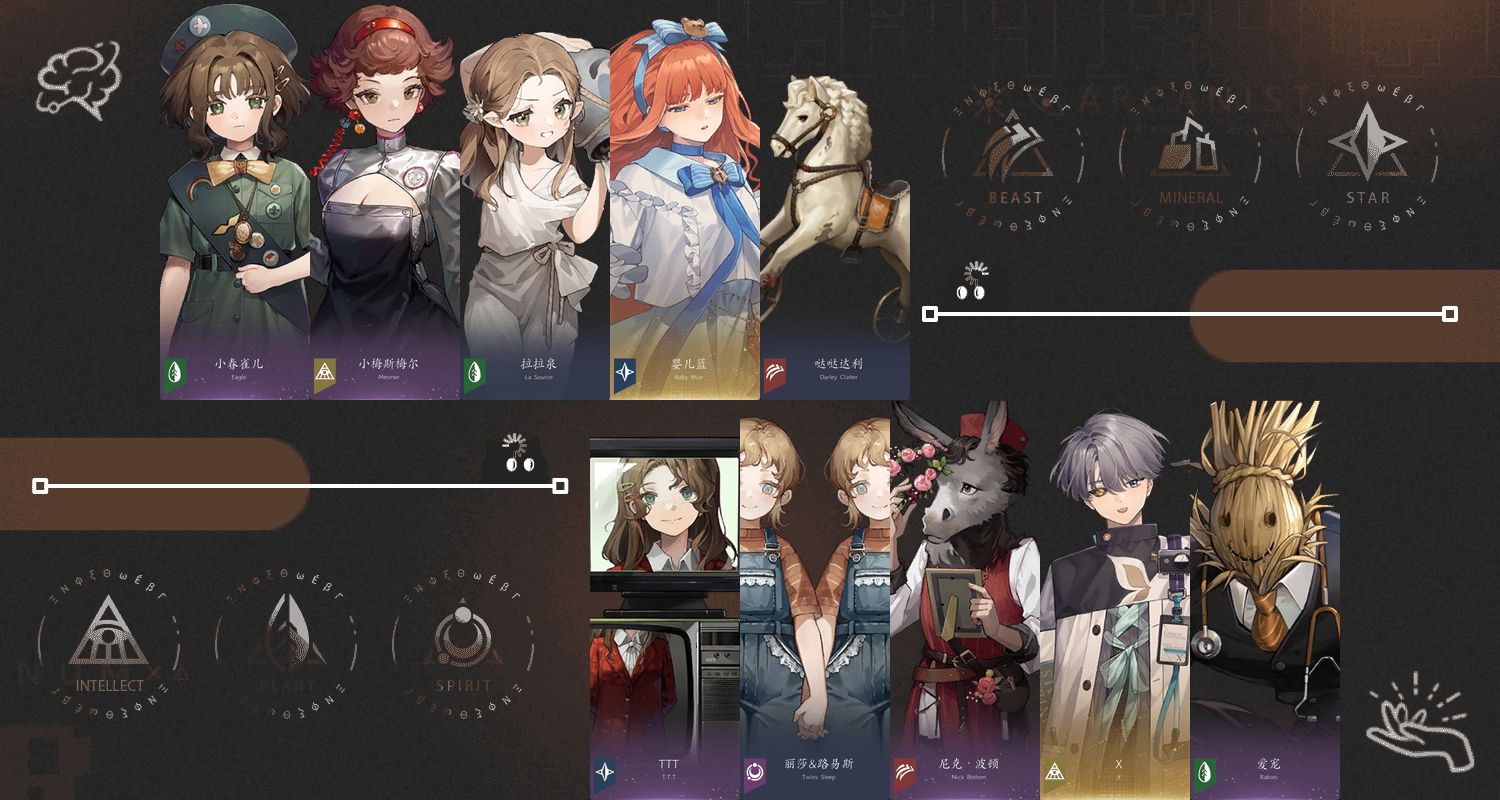 小春雀儿
Eagle
小梅斯梅尔
Mesmer
拉拉泉
La Source
婴儿蓝
Baby Blue
哒哒达利
Darley Clatter
BEAST
MINERAL
STAR
INTELLECT
PLANT
SPIRIT
TTT
T.T.T
丽莎&路易斯
Twins Sleep
尼克·波顿
Nick Bottom
X
X
爱宠
Rabies